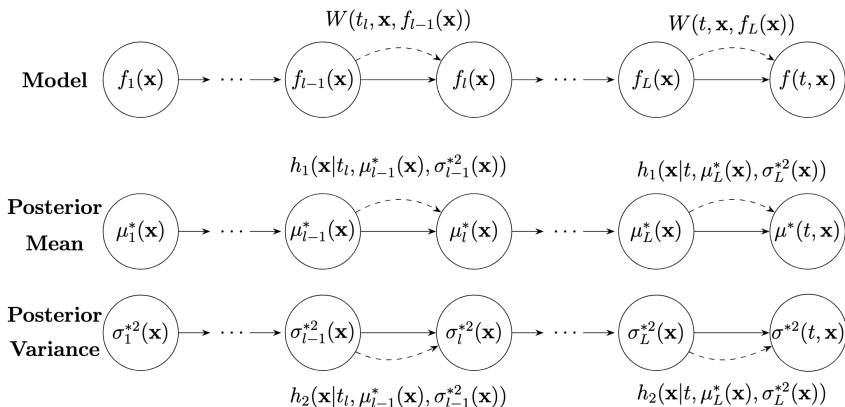 W(t_l, x, f_{l-1}(x))
W(t, x, f_L(x))
Model
f_1(x) ··· f_{l-1}(x) f_l(x) ··· f_L(x) f(t, x)
h_1(x|t_l, μ*_{l-1}(x), σ*²_{l-1}(x))
h_1(x|t, μ*_L(x), σ*²_L(x))
Posterior
Mean
μ*_1(x) ··· μ*_{l-1}(x) μ*_l(x) ··· μ*_L(x) μ*(t, x)
Posterior
Variance
σ*²_1(x) ··· σ*²_{l-1}(x) σ*²_l(x) ··· σ*²_L(x) σ*²(t, x)
h_2(x|t_l, μ*_{l-1}(x), σ*²_{l-1}(x))
h_2(x|t, μ*_L(x), σ*²_L(x))